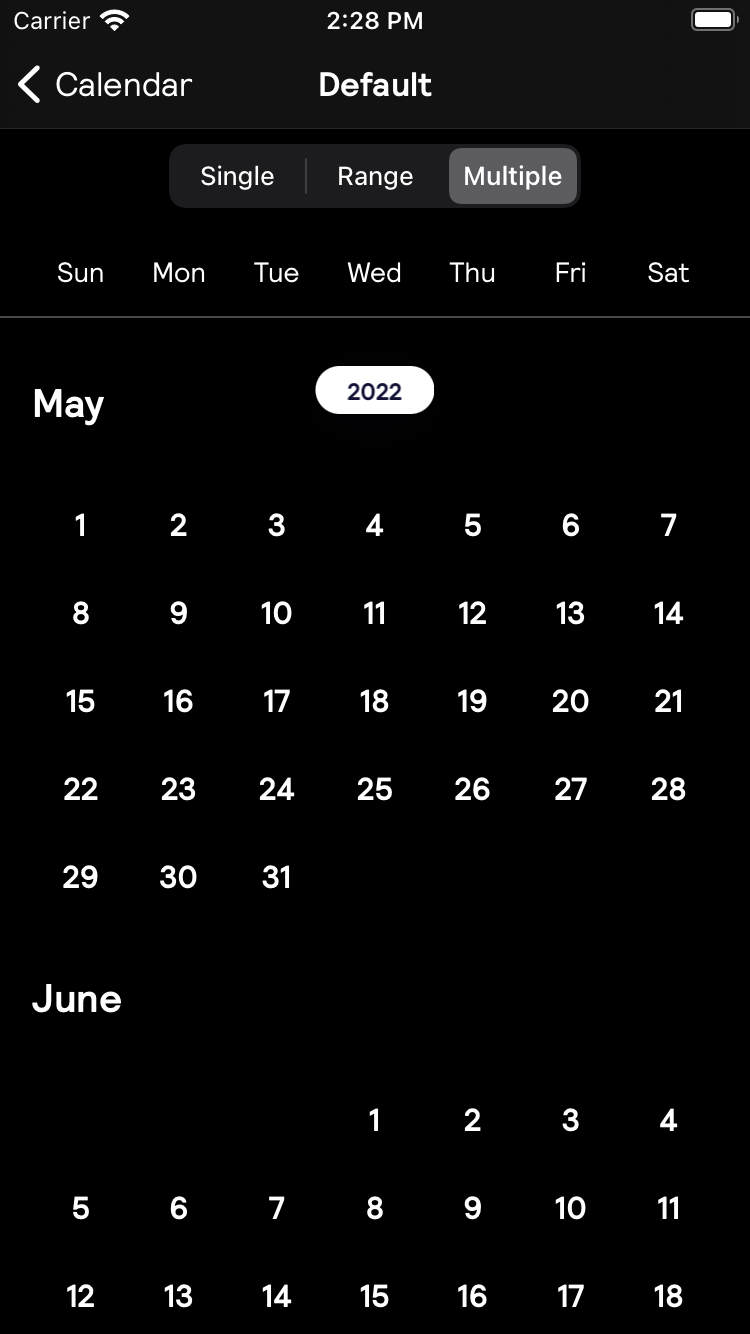 Carrier 2:28 PM
Calendar Default
Single Range Multiple
Sun Mon Tue Wed Thu Fri Sat
2022
May
1 2 3 4 5 6 7
8 9 10 11 12 13 14
15 16 17 18 19 20 21
22 23 24 25 26 27 28
29 30 31
June
1 2 3 4
5 6 7 8 9 10 11
12 13 14 15 16 17 18